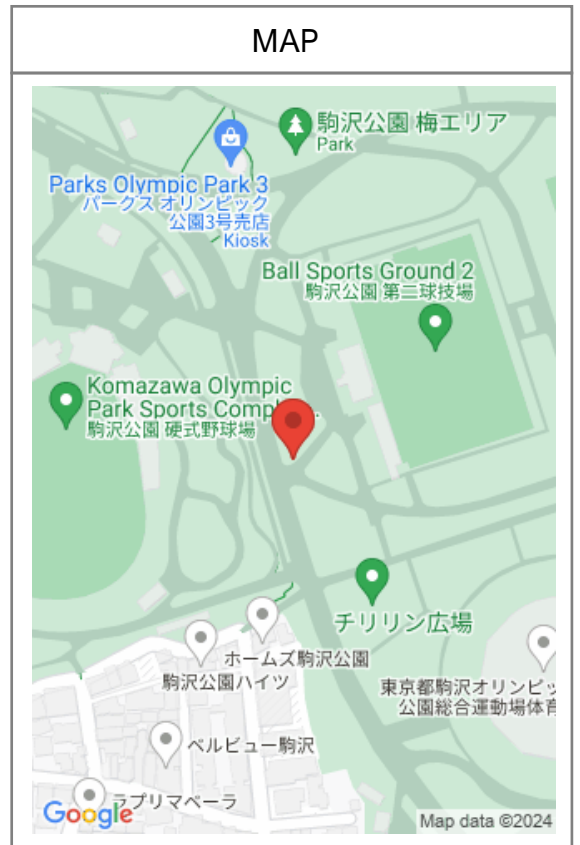 MAP
駒沢公園 梅エリア
Park
Parks Olympic Park 3
パークス オリンピック
公園3号売店
Kiosk
Ball Sports Ground 2
駒沢公園 第二球技場
Komazawa Olympic
Park Sports Compl...
駒沢公園 硬式野球場
チリリン広場
ホームズ駒沢公園
駒沢公園ハイツ
東京都駒沢オリンピッ
公園総合運動場体育
ベルビュー駒沢
ラプリマベーラ
Google
Map data ©2024